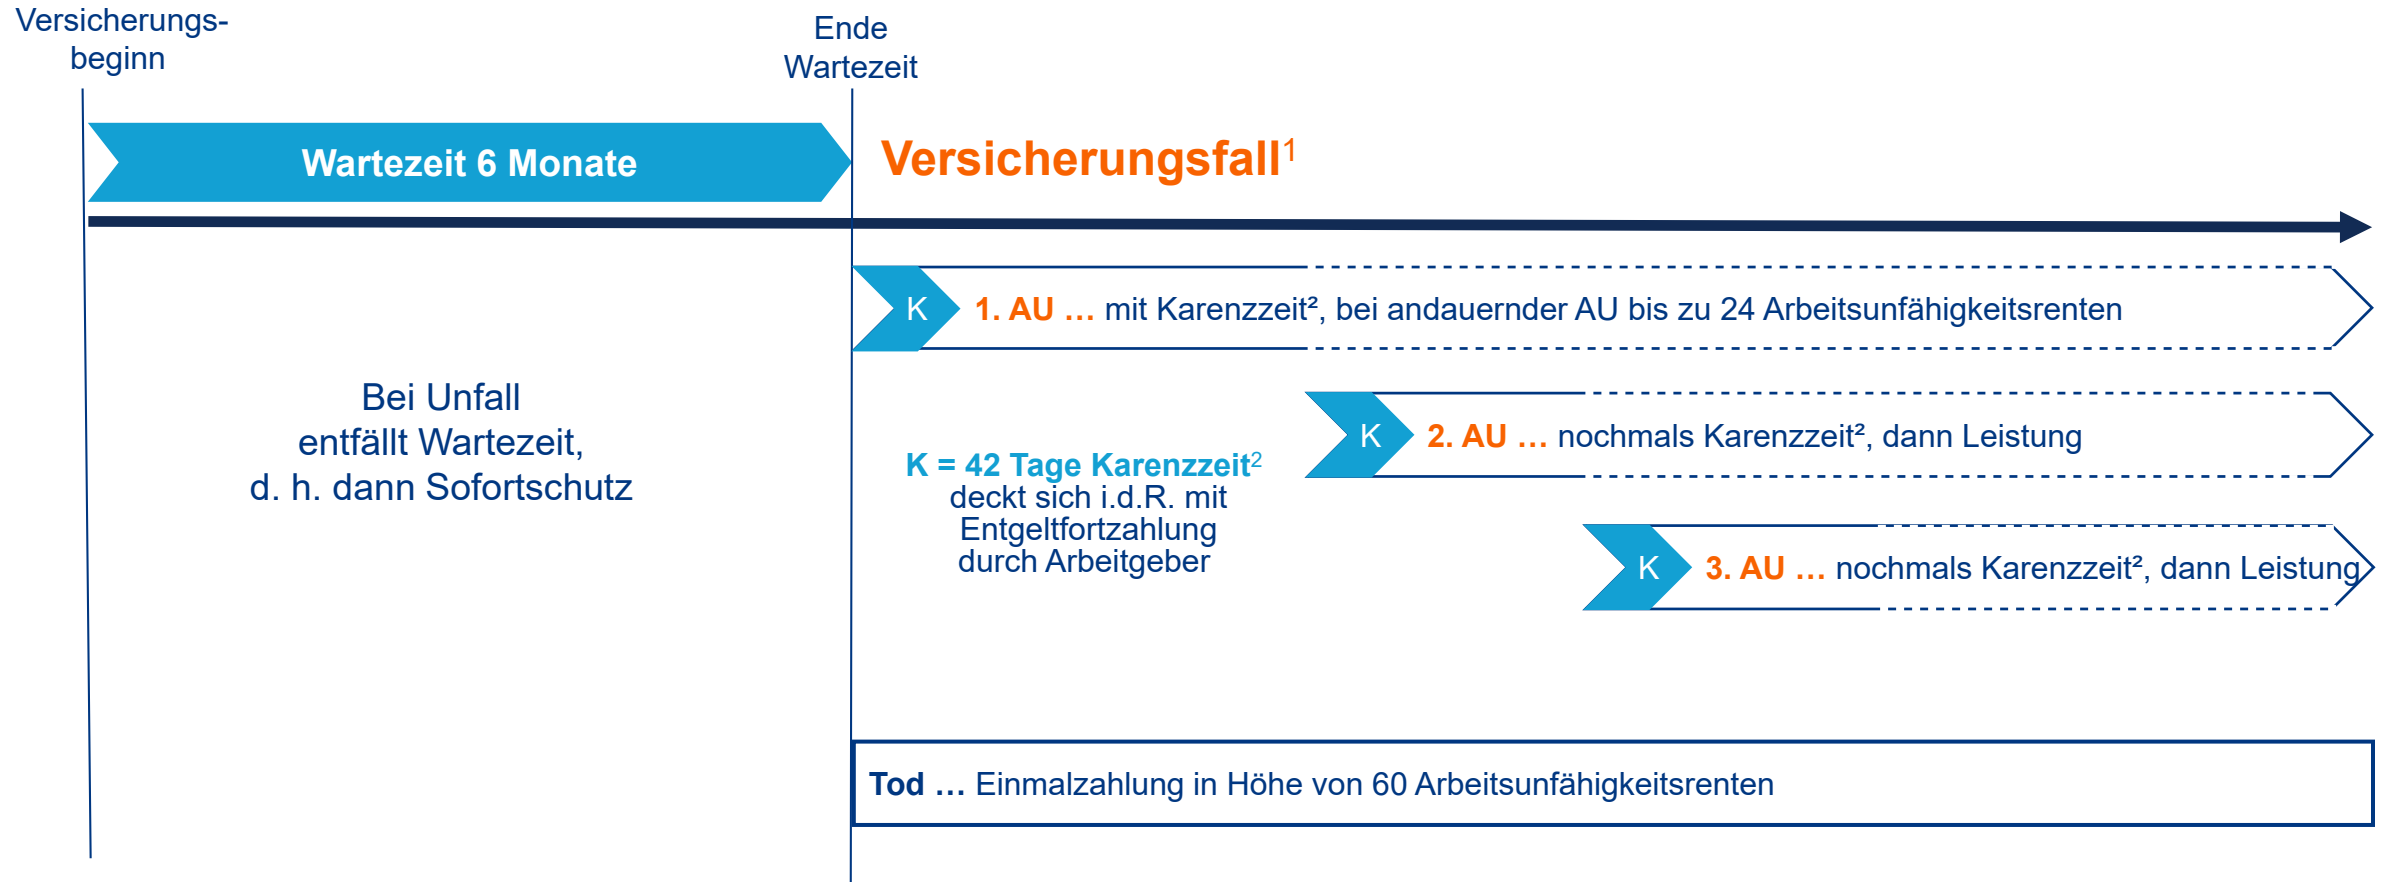 Versicherungs-
beginn
Ende
Wartezeit
Wartezeit 6 Monate
Versicherungsfall¹
K
1. AU … mit Karenzzeit², bei andauernder AU bis zu 24 Arbeitsunfähigkeitsrenten
Bei Unfall
entfällt Wartezeit,
d. h. dann Sofortschutz
K
2. AU … nochmals Karenzzeit², dann Leistung
K = 42 Tage Karenzzeit²
deckt sich i.d.R. mit
Entgeltfortzahlung
durch Arbeitgeber
K
3. AU … nochmals Karenzzeit², dann Leistung
Tod … Einmalzahlung in Höhe von 60 Arbeitsunfähigkeitsrenten